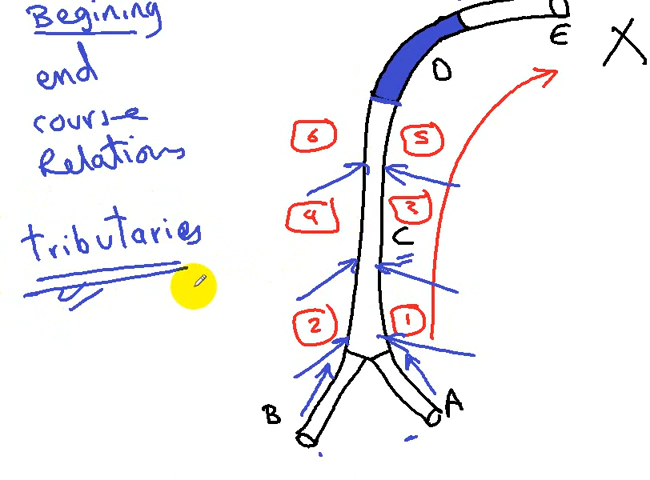 Begining
end
course
Relations
tributaries
E
X
D
6
5
4
3
C
2
1
B
A